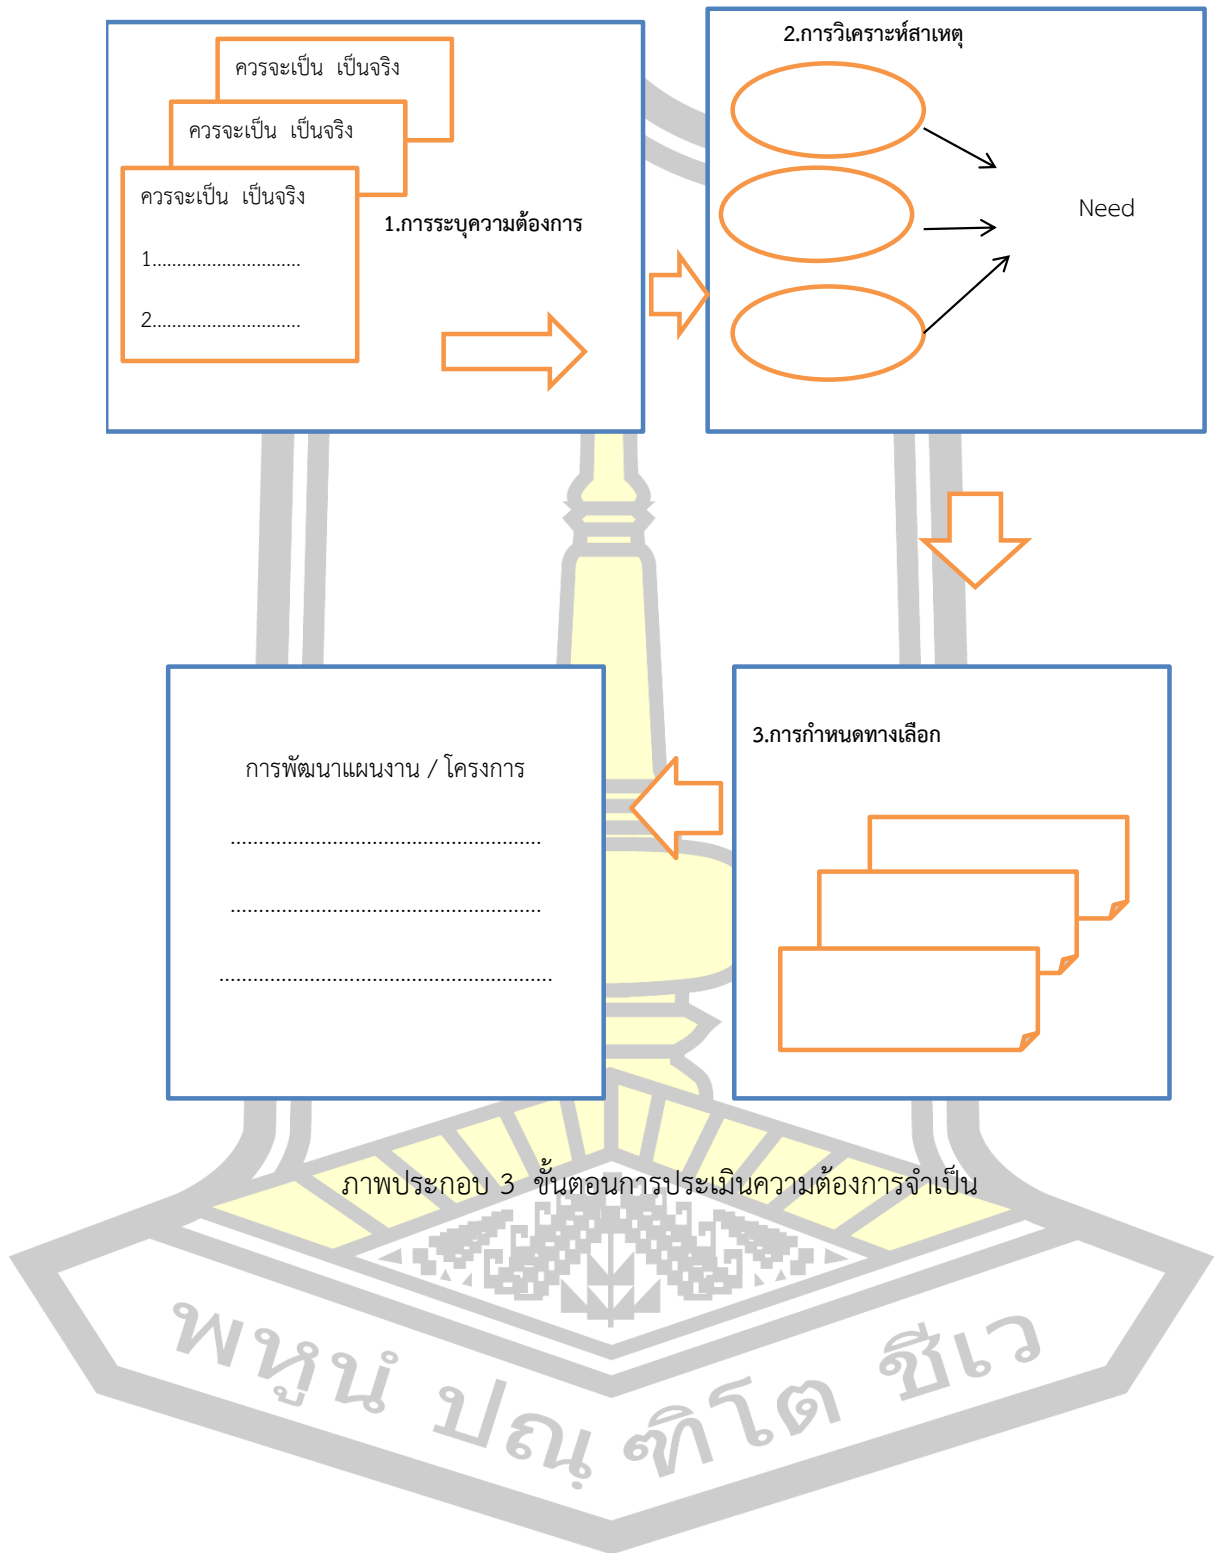 ควรจะเป็น เป็นจริง
ควรจะเป็น เป็นจริง
ควรจะเป็น เป็นจริง
1..............................
2..............................
1.การระบุความต้องการ
2.การวิเคราะห์สาเหตุ
Need
3.การกำหนดทางเลือก
การพัฒนาแผนงาน / โครงการ
.......................................................
.......................................................
...........................................................
ภาพประกอบ 3 ขั้นตอนการประเมินความต้องการจำเป็น
พหูนํ ปณฺฑิโต ชีเว